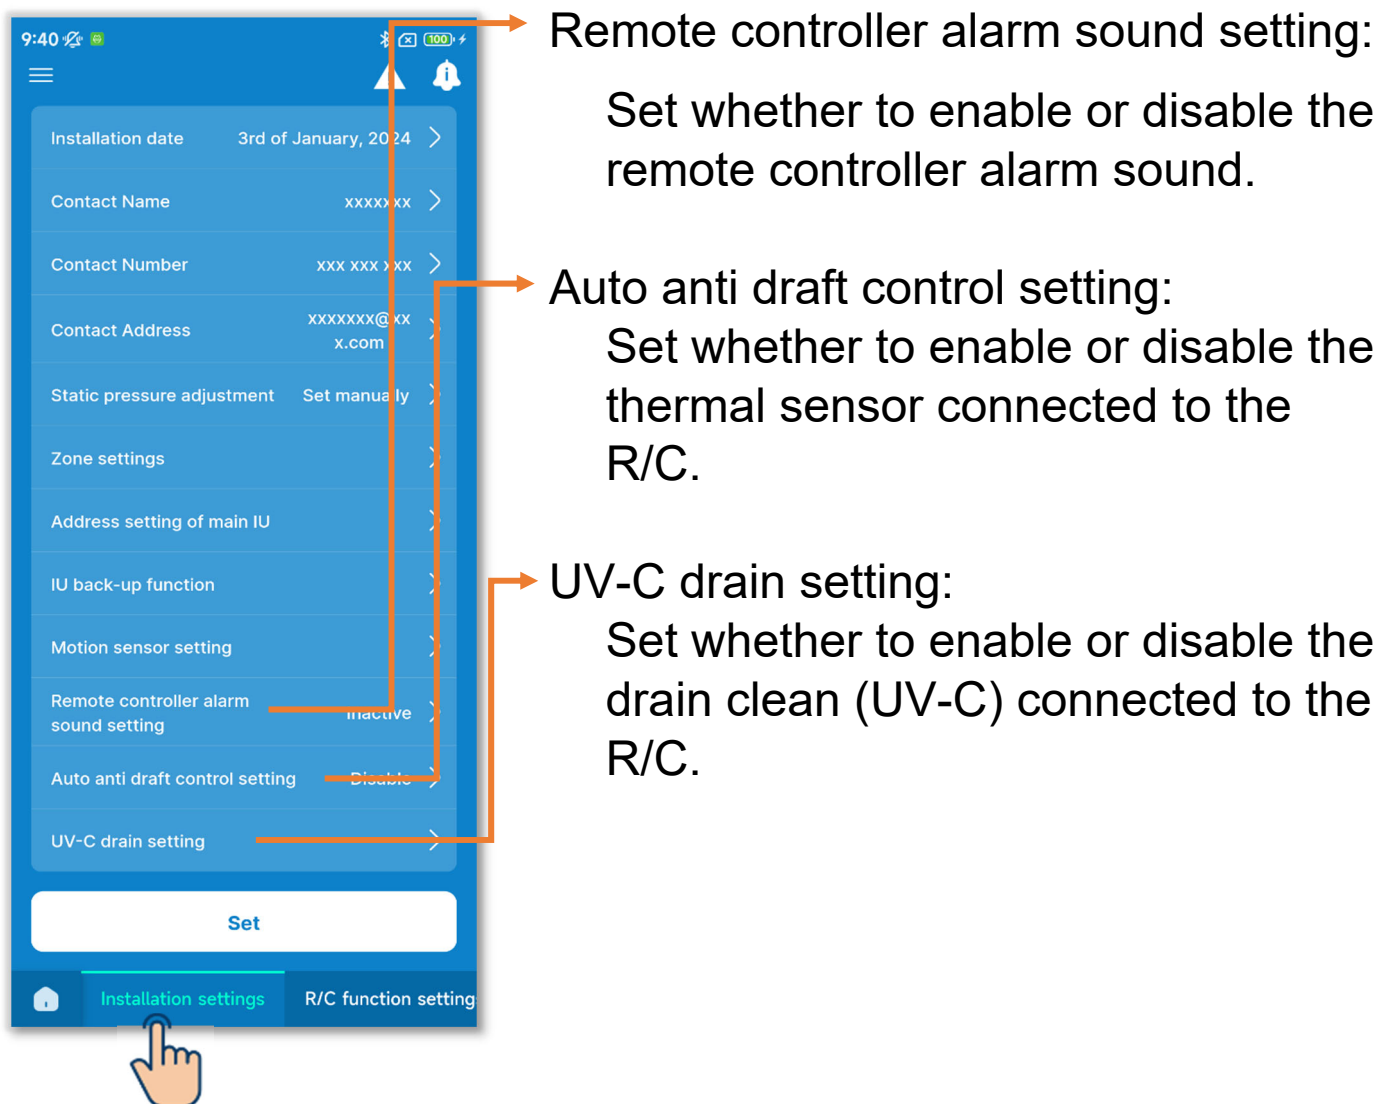 9:40
100
Installation date 3rd of January, 2024
Contact Name xxxxxxx
Contact Number xxx xxx xxx
Contact Address xxxxxxx@xx
x.com
Static pressure adjustment Set manually
Zone settings
Address setting of main IU
IU back-up function
Motion sensor setting
Remote controller alarm
sound setting
Inactive
Auto anti draft control setting Disable
UV-C drain setting
Set
Installation settings R/C function setting
Remote controller alarm sound setting:
Set whether to enable or disable the
remote controller alarm sound.
Auto anti draft control setting:
Set whether to enable or disable the
thermal sensor connected to the
R/C.
UV-C drain setting:
Set whether to enable or disable the
drain clean (UV-C) connected to the
R/C.